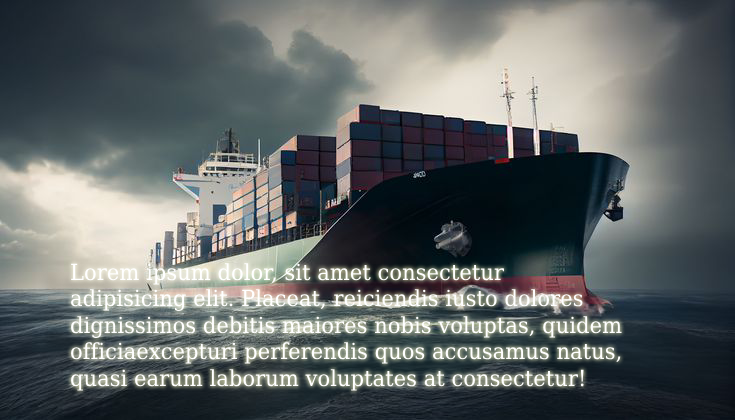 Lorem ipsum dolor, sit amet consectetur
adipisicing elit. Placeat, reiciendis iusto dolores
dignissimos debitis maiores nobis voluptas, quidem
officiaexcepturi perferendis quos accusamus natus,
quasi earum laborum voluptates at consectetur!